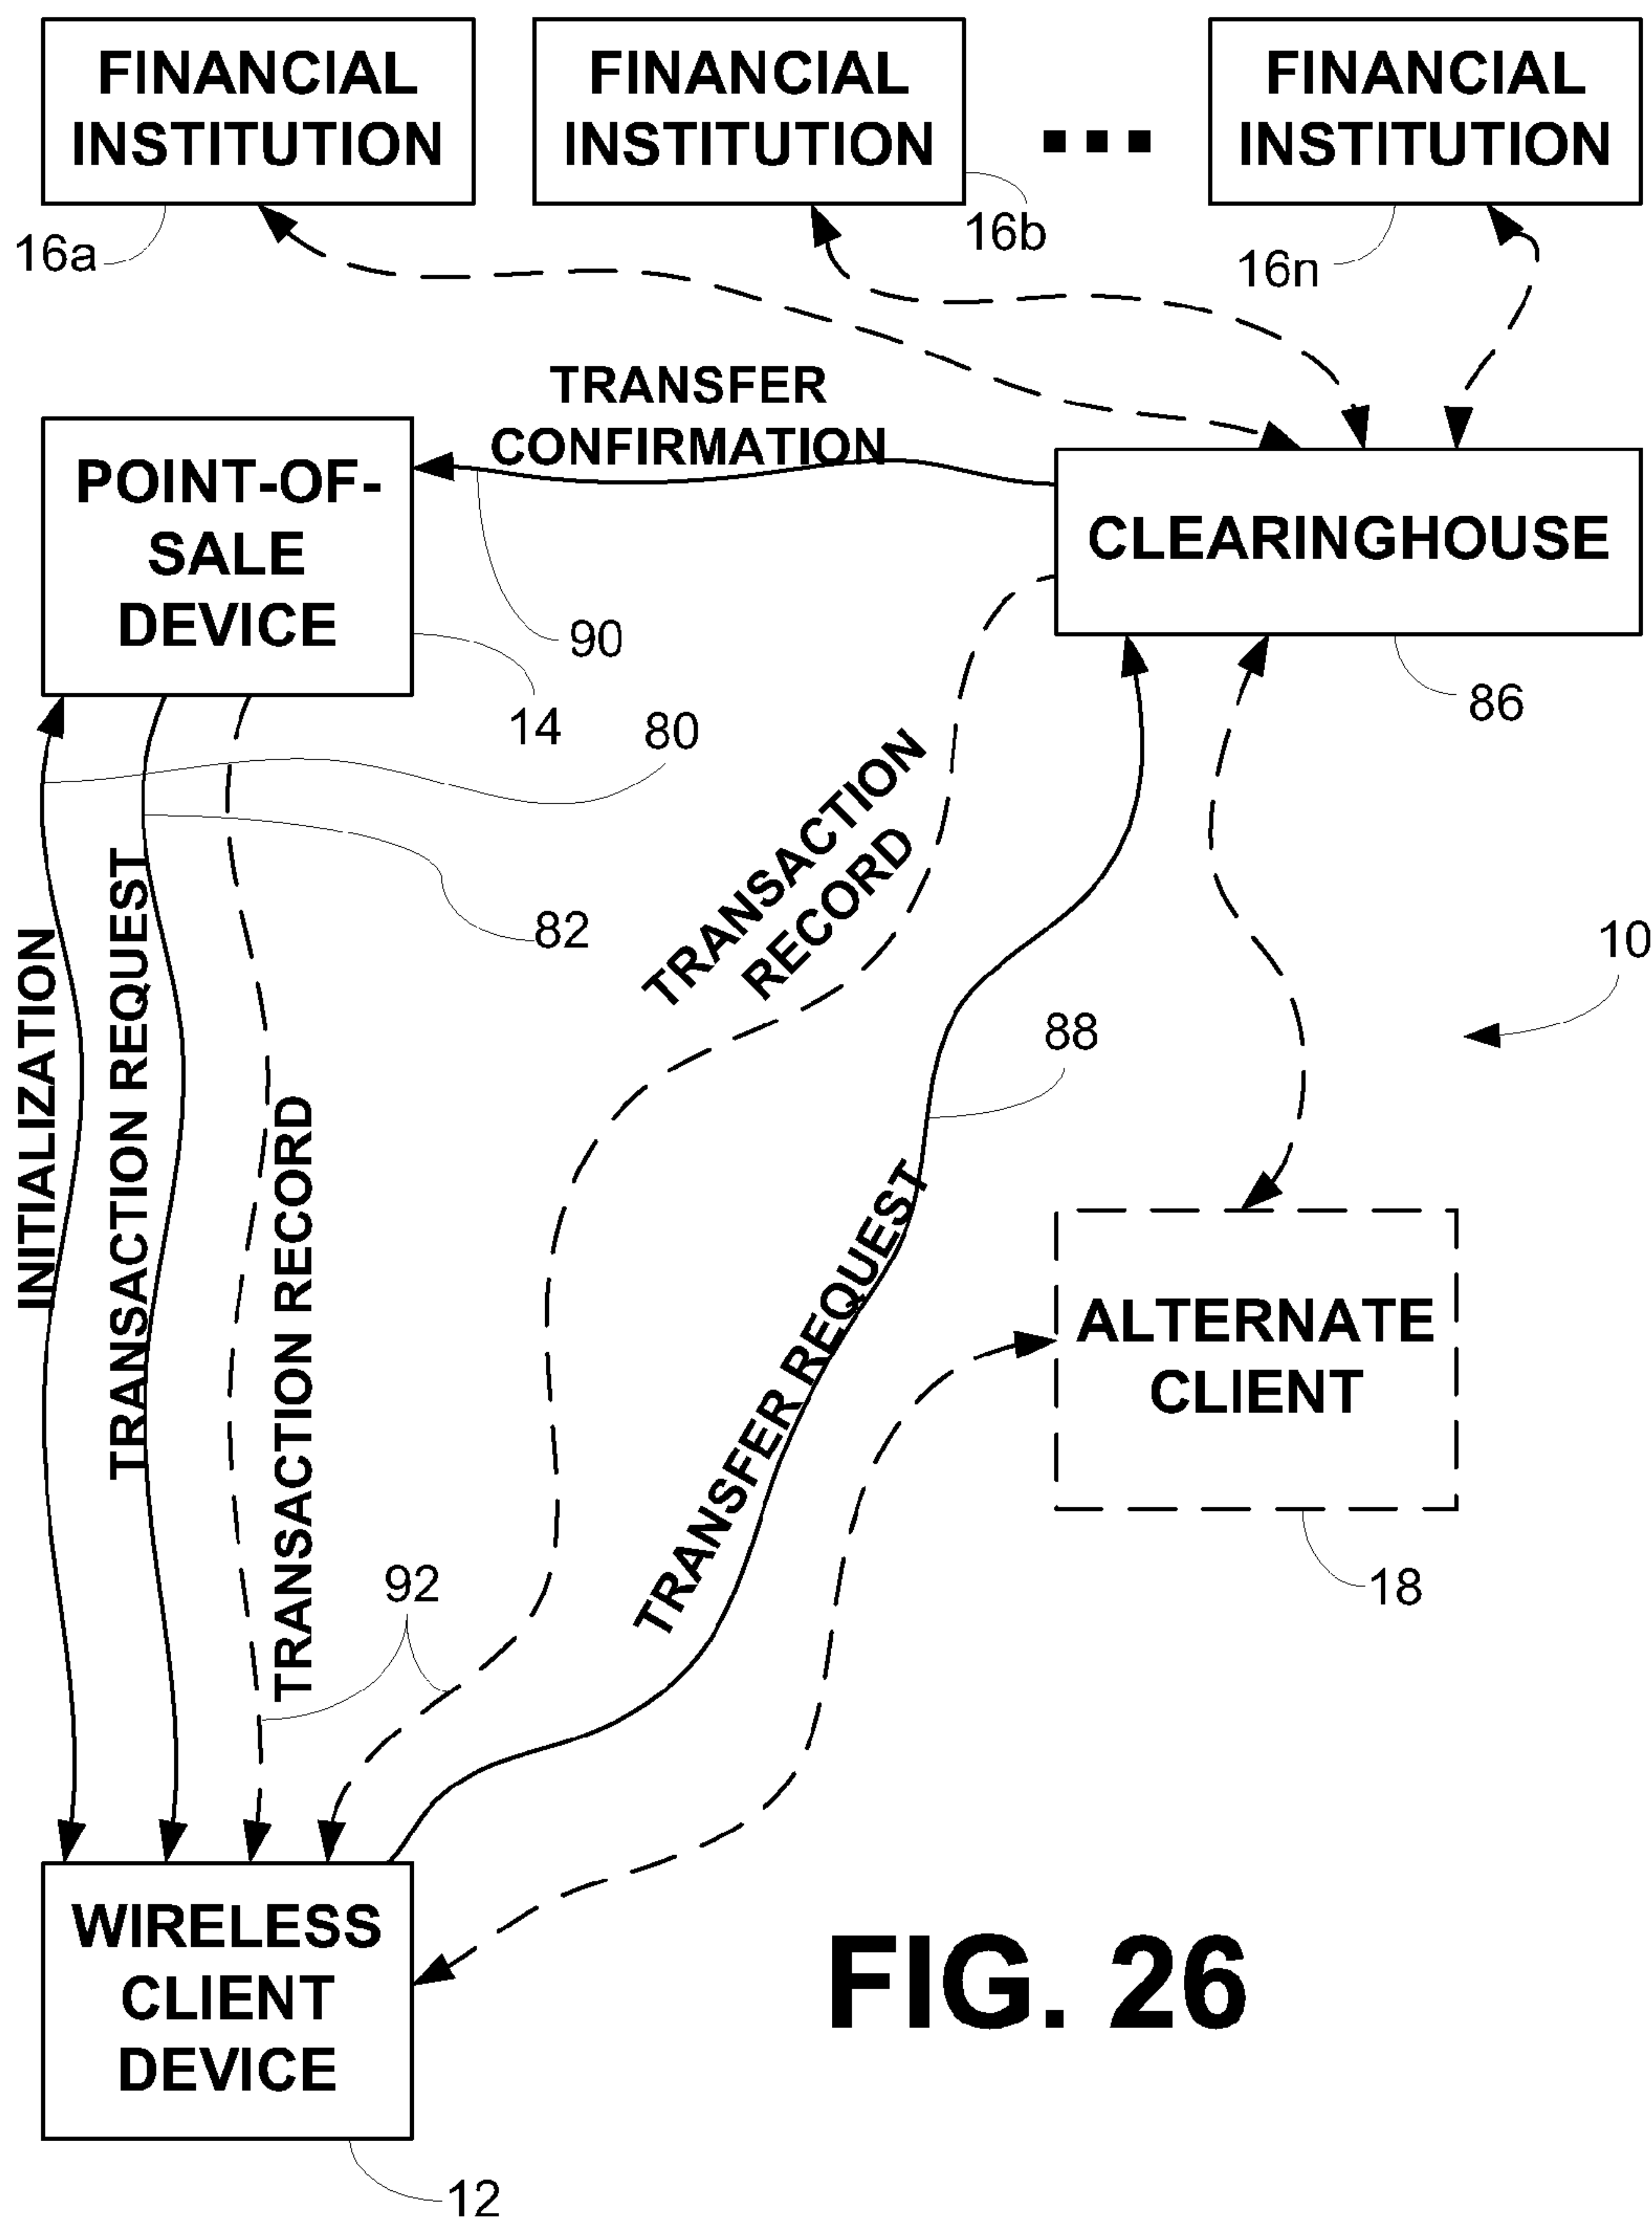 FINANCIAL
INSTITUTION
FINANCIAL
INSTITUTION
...
FINANCIAL
INSTITUTION
16a
16b
16n
TRANSFER
CONFIRMATION
POINT-OF-
SALE
DEVICE
CLEARINGHOUSE
90
14
80
86
82
10
INITIALIZATION
TRANSACTION REQUEST
TRANSACTION RECORD
TRANSACTION
RECORD
88
TRANSFER REQUEST
ALTERNATE
CLIENT
92
18
WIRELESS
CLIENT
DEVICE
12
FIG. 26